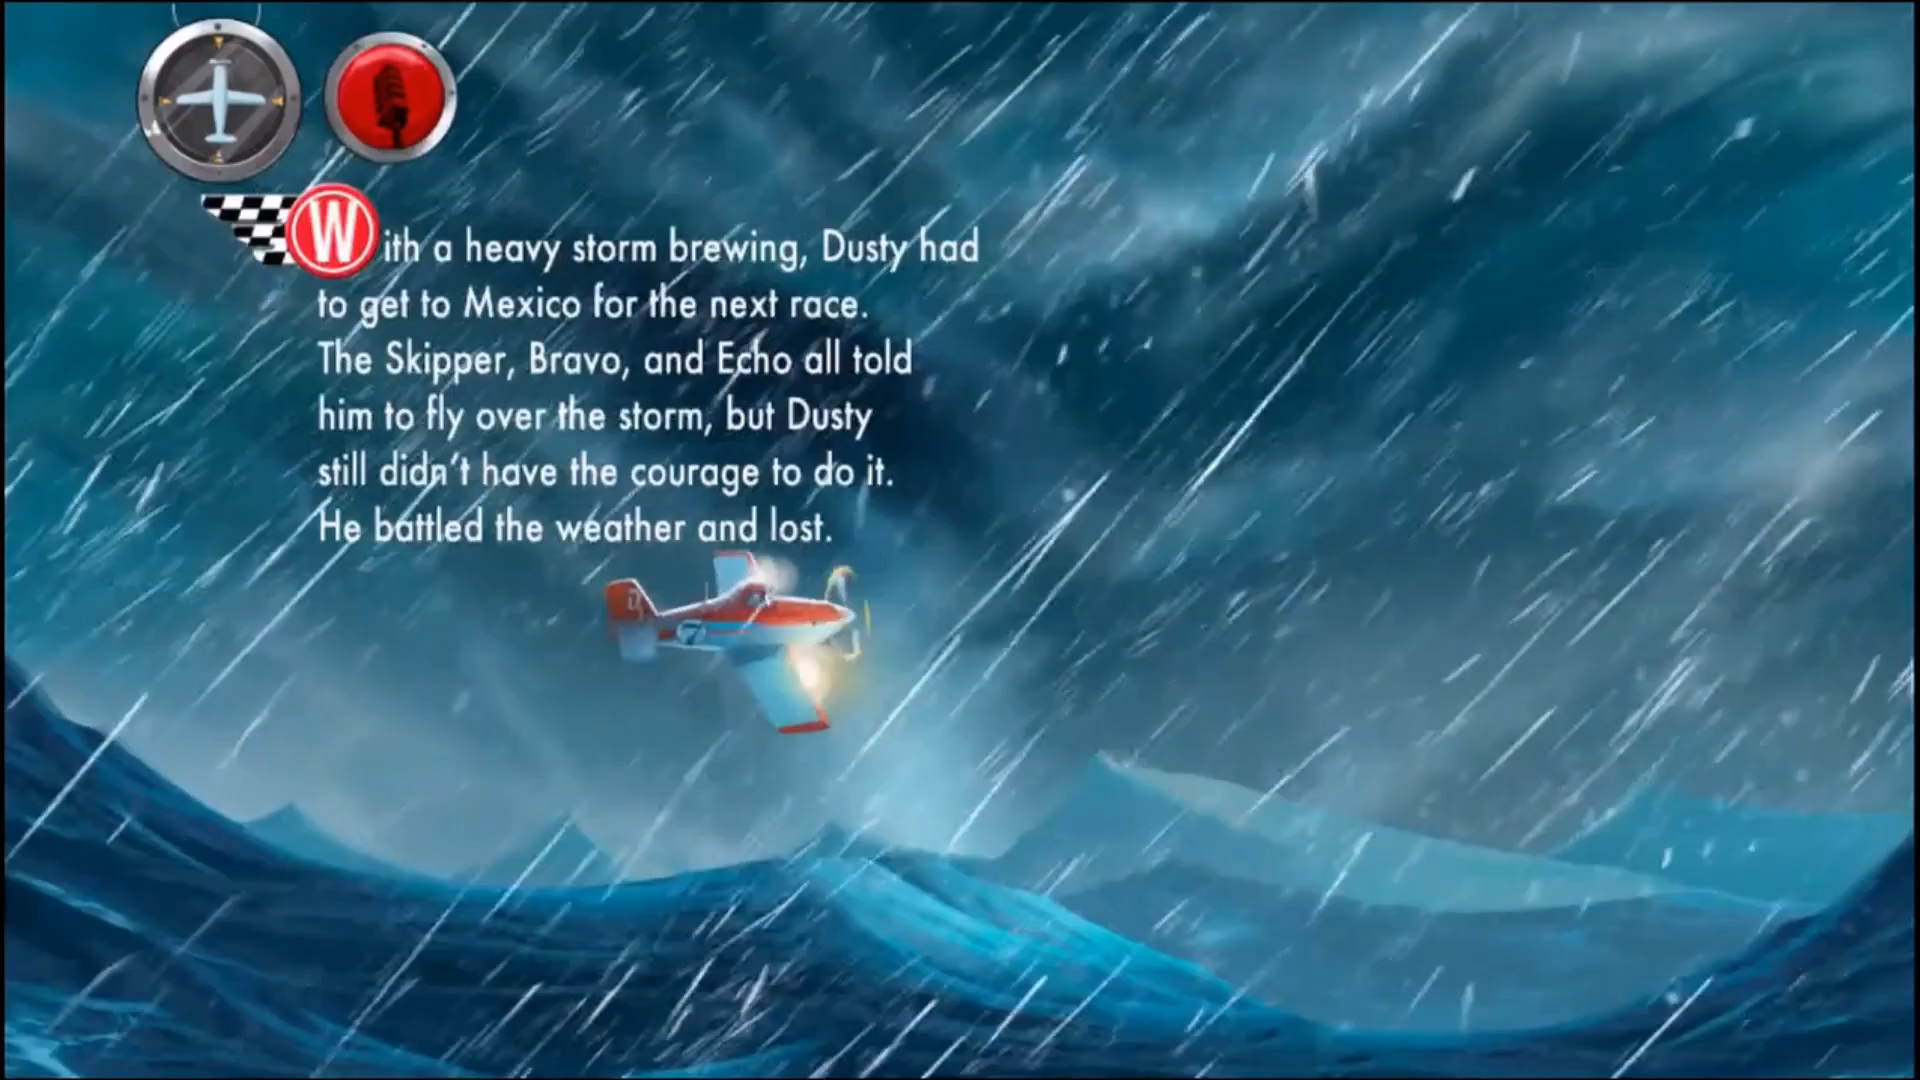 With a heavy storm brewing, Dusty had
to get to Mexico for the next race.
The Skipper, Bravo, and Echo all told
him to fly over the storm, but Dusty
still didn't have the courage to do it.
He battled the weather and lost.
7